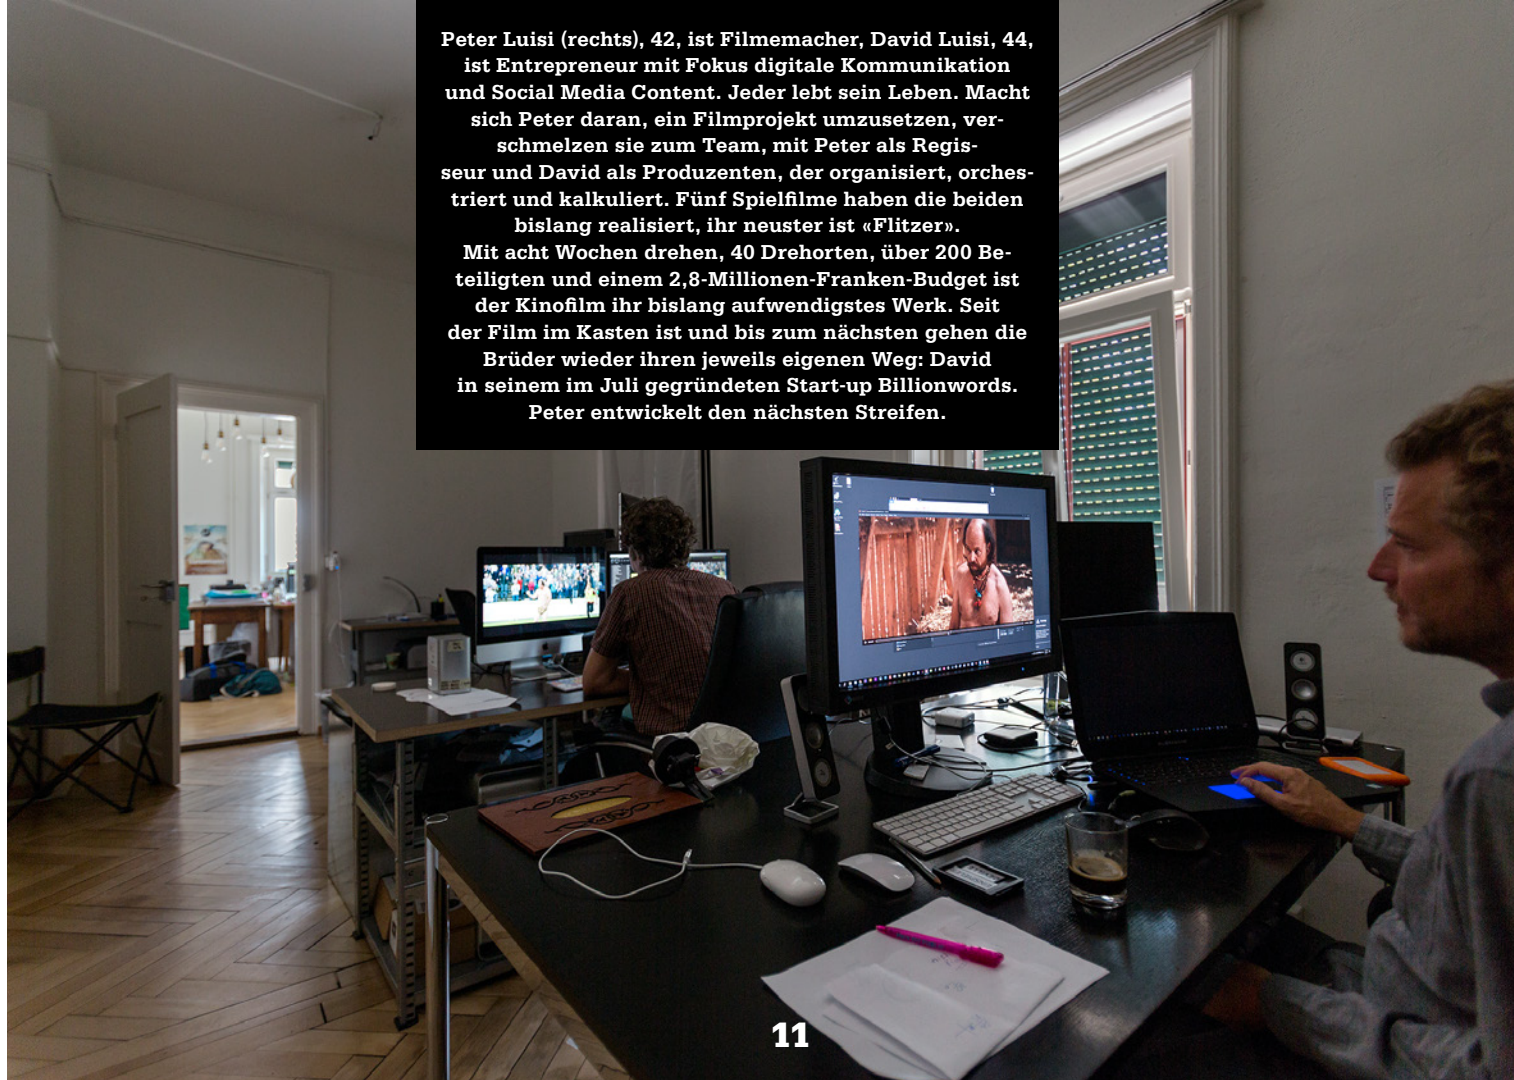 Peter Luisi (rechts), 42, ist Filmemacher, David Luisi, 44,
ist Entrepreneur mit Fokus digitale Kommunikation
und Social Media Content. Jeder lebt sein Leben. Macht
sich Peter daran, ein Filmprojekt umzusetzen, ver-
schmelzen sie zum Team, mit Peter als Regis-
seur und David als Produzenten, der organisiert, orches-
triert und kalkuliert. Fünf Spielfilme haben die beiden
bislang realisiert, ihr neuster ist «Flitzer».
Mit acht Wochen drehen, 40 Drehorten, über 200 Be-
teiligten und einem 2,8-Millionen-Franken-Budget ist
der Kinofilm ihr bislang aufwendigstes Werk. Seit
der Film im Kasten ist und bis zum nächsten gehen die
Brüder wieder ihren jeweils eigenen Weg: David
in seinem im Juli gegründeten Start-up Billionwords.
Peter entwickelt den nächsten Streifen.
11